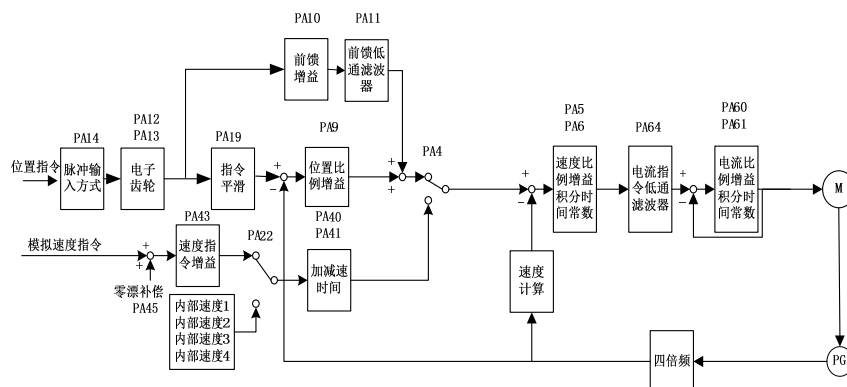 PA10
PA11
前馈
增益
前馈低
通滤波
器
PA12
PA13
PA14
PA19
PA9
PA4
PA5
PA6
PA64
PA60
PA61
位置指令
脉冲输
入方式
电子
齿轮
指令
平滑
+
−
位置比
例增益
+
+
+
−
速度比
例增益
积分时
间常数
电流指
令低通
滤波器
+
−
电流比
例增益
积分时
间常数
M
PA43
PA22
PA40
PA41
模拟速度指令
+
+
速度指
令增益
加减速
时间
速度
计算
零漂补偿
PA45
内部速度1
内部速度2
内部速度3
内部速度4
四倍频
PG